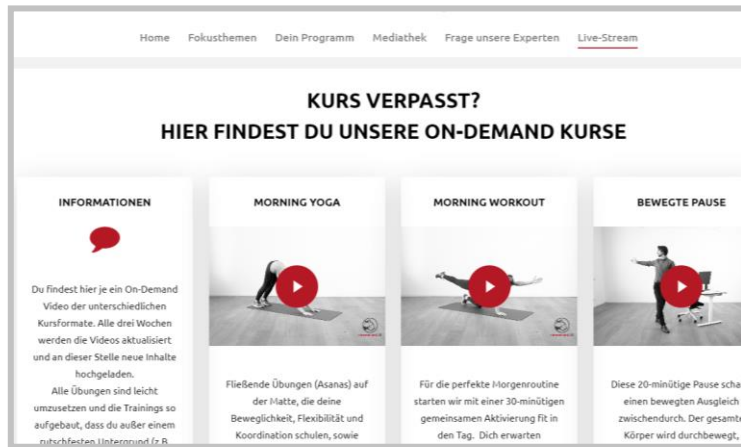 Home Fokusthemen Dein Programm Mediathek Frage unsere Experten Live-Stream
KURS VERPASST?
HIER FINDEST DU UNSERE ON-DEMAND KURSE
INFORMATIONEN
Du findest hier je ein On-Demand
Video der unterschiedlichen
Kursformate. Alle drei Wochen
werden die Videos aktualisiert
und an dieser Stelle neue Inhalte
hochgeladen.
Alle Übungen sind leicht
umzusetzen und die Trainings so
aufgebaut, dass du außer einem
rutschfesten Untergrund (z.B.
MORNING YOGA
Fließende Übungen (Asanas) auf
der Matte, die deine
Beweglichkeit, Flexibilität und
Koordination schulen, sowie
MORNING WORKOUT
Für die perfekte Morgenroutine
starten wir mit einer 30-minütigen
gemeinsamen Aktivierung fit in
den Tag. Dich erwarten
BEWEGTE PAUSE
Diese 20-minütige Pause scha
einen bewegten Ausgleich
zwischendurch. Der gesamte
Körper wird durchbewegt,